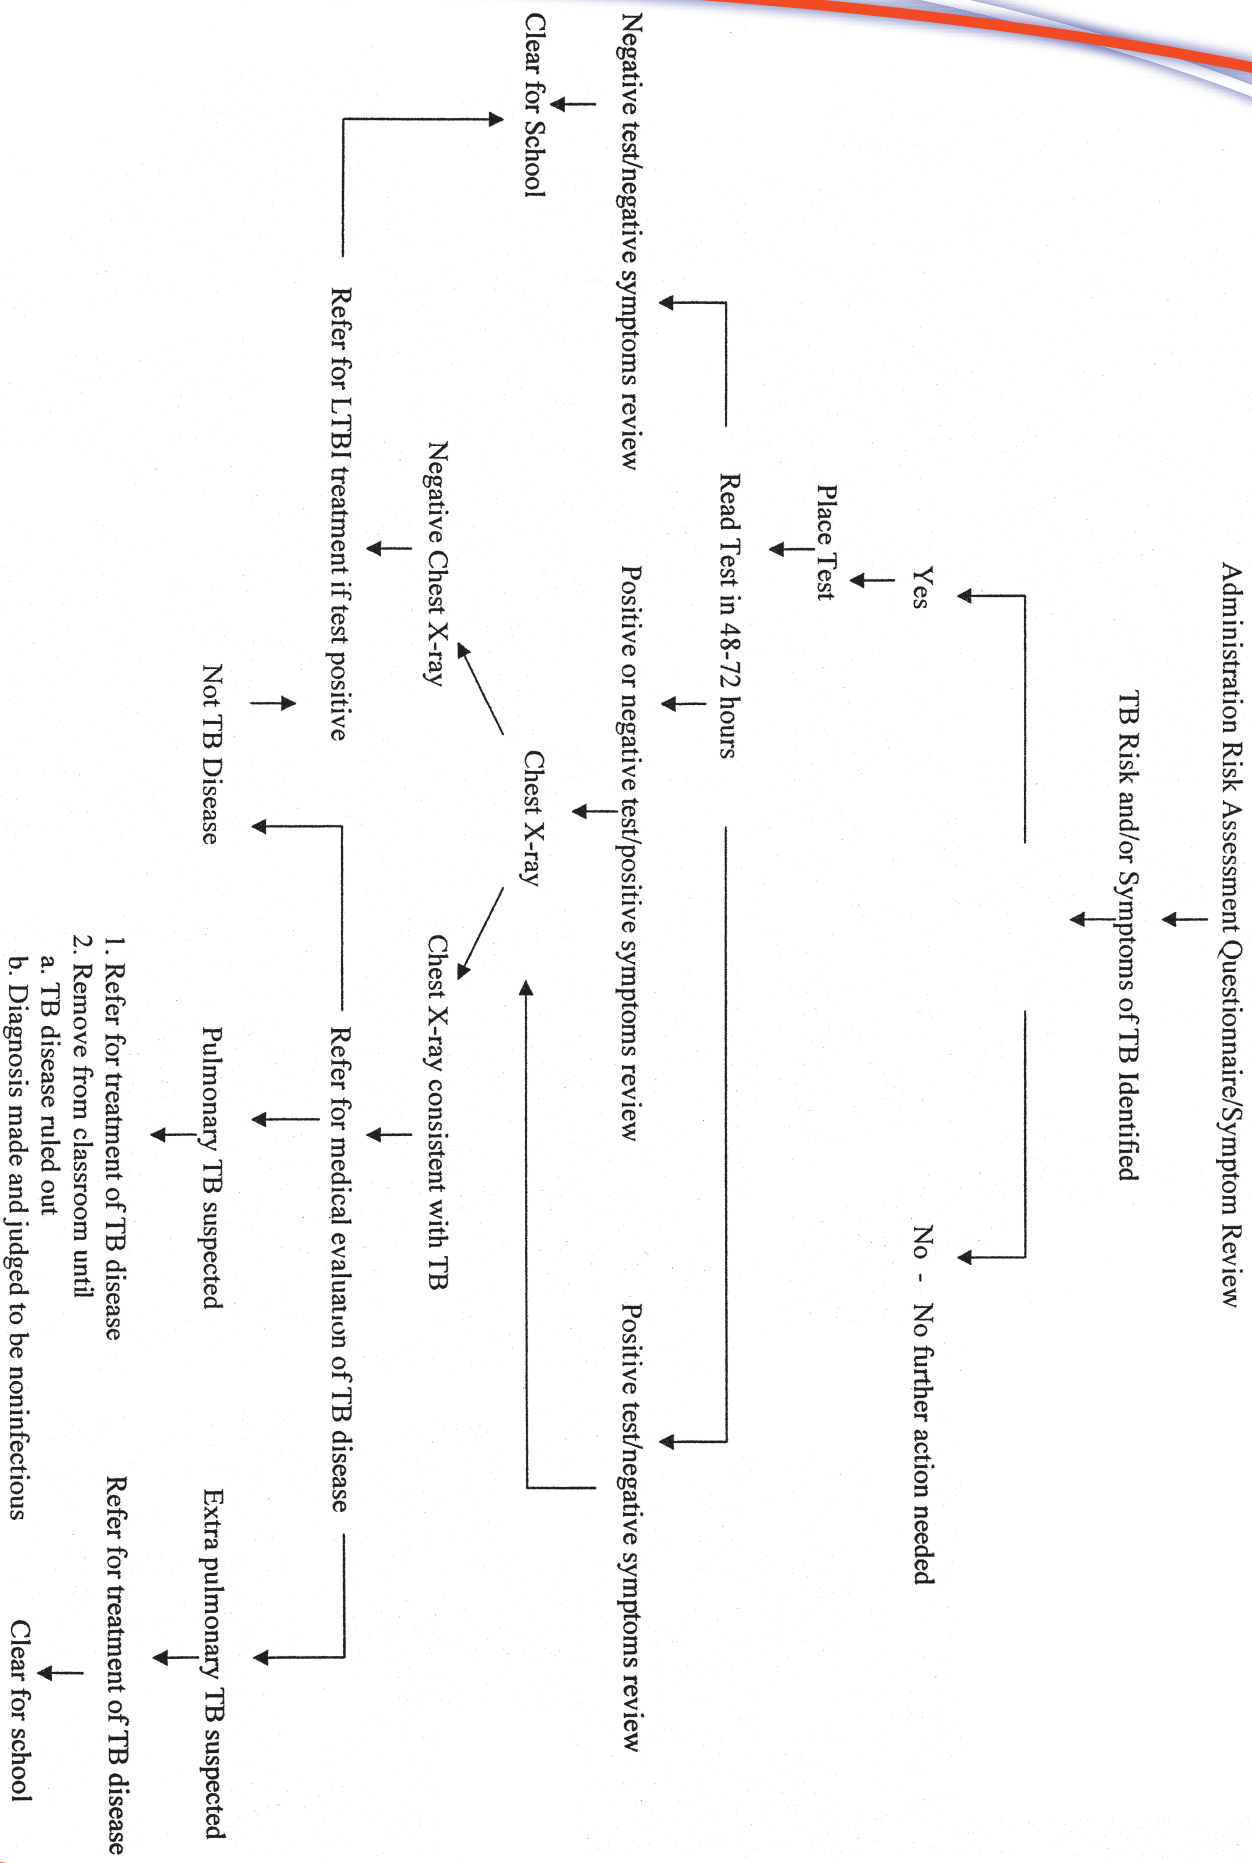 Administration Risk Assessment Questionnaire/Symptom Review
TB Risk and/or Symptoms of TB Identified
Yes
No - No further action needed
Place Test
Read Test in 48-72 hours
Negative test/negative symptoms review
Positive or negative test/positive symptoms review
Positive test/negative symptoms review
Clear for School
Chest X-ray
Negative Chest X-ray
Chest X-ray consistent with TB
Refer for LTBI treatment if test positive
Refer for medical evaluation of TB disease
Not TB Disease
Pulmonary TB suspected
Extra pulmonary TB suspected
1. Refer for treatment of TB disease
2. Remove from classroom until
a. TB disease ruled out
b. Diagnosis made and judged to be noninfectious
Refer for treatment of TB disease
Clear for school